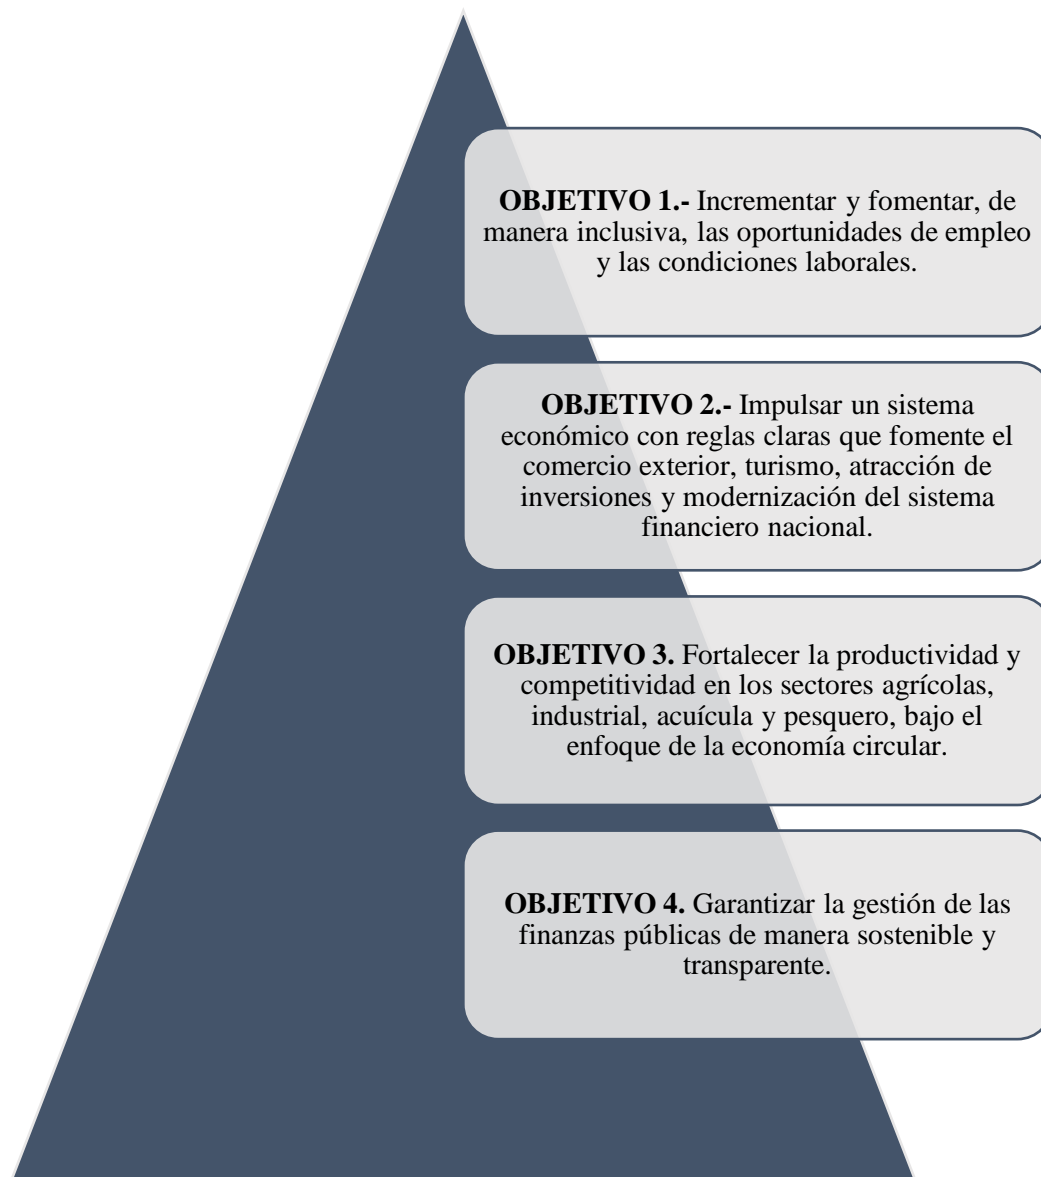 OBJETIVO 1.- Incrementar y fomentar, de
manera inclusiva, las oportunidades de empleo
y las condiciones laborales.
OBJETIVO 2.- Impulsar un sistema
económico con reglas claras que fomente el
comercio exterior, turismo, atracción de
inversiones y modernización del sistema
financiero nacional.
OBJETIVO 3. Fortalecer la productividad y
competitividad en los sectores agrícolas,
industrial, acuícula y pesquero, bajo el
enfoque de la economía circular.
OBJETIVO 4. Garantizar la gestión de las
finanzas públicas de manera sostenible y
transparente.